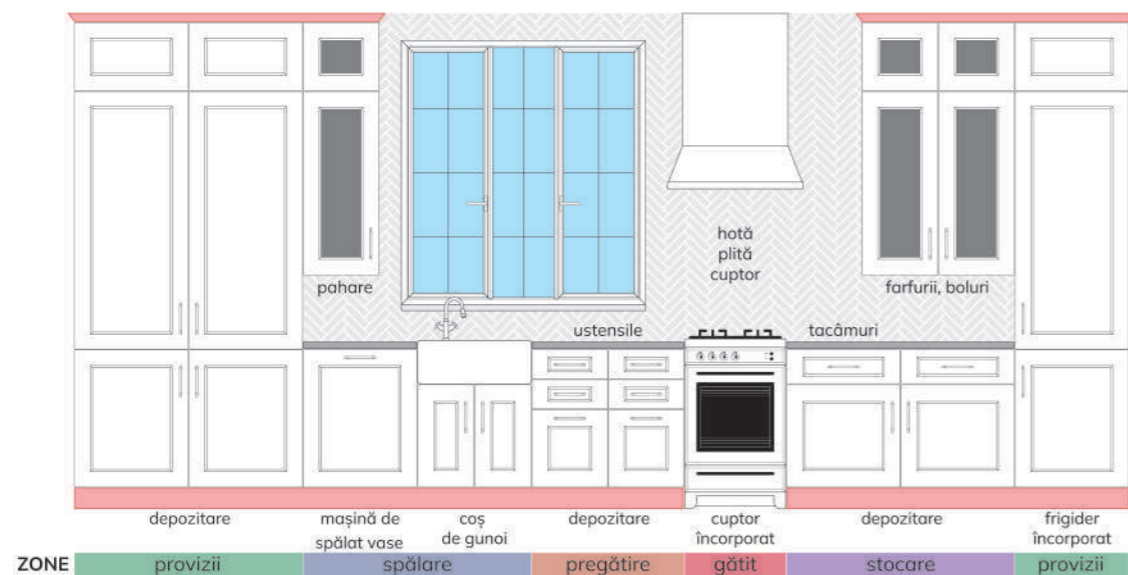 hotă
plită
cuptor
pahare
farfurii, boluri
ustensile
tacâmuri
depozitare
mașină de
spălat vase
coș
de gunoi
depozitare
cuptor
încorporat
depozitare
frigider
încorporat
ZONE
provizii
spălare
pregătire
gătit
stocare
provizii